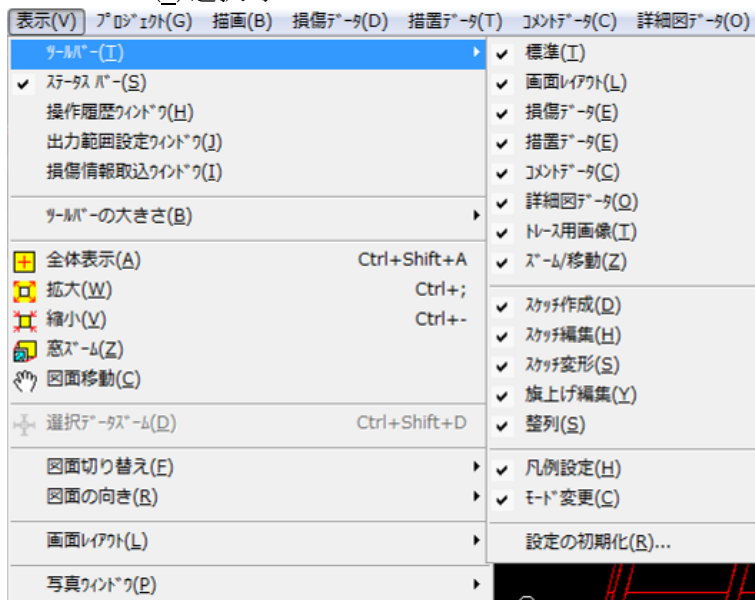 表示(V) ﾌﾟﾛｼﾞｪｸﾄ(G) 描画(B) 損傷ﾃﾞｰﾀ(D) 措置ﾃﾞｰﾀ(T) ｺﾒﾝﾄﾃﾞｰﾀ(C) 詳細図ﾃﾞｰﾀ(O)
ﾂｰﾙﾊﾞｰ(T)
ｽﾃｰﾀｽ ﾊﾞｰ(S)
操作履歴ｳｨﾝﾄﾞｳ(H)
出力範囲設定ｳｨﾝﾄﾞｳ(J)
損傷情報取込ｳｨﾝﾄﾞｳ(I)
ﾂｰﾙﾊﾞｰの大きさ(B)
全体表示(A) Ctrl+Shift+A
拡大(W) Ctrl+;
縮小(V) Ctrl+-
窓ｽﾞｰﾑ(Z)
図面移動(C)
選択ﾃﾞｰﾀｽﾞｰﾑ(D) Ctrl+Shift+D
図面切り替え(F)
図面の向き(R)
画面ﾚｲｱｳﾄ(L)
写真ｳｨﾝﾄﾞｳ(P)
標準(T)
画面ﾚｲｱｳﾄ(L)
損傷ﾃﾞｰﾀ(E)
措置ﾃﾞｰﾀ(E)
ｺﾒﾝﾄﾃﾞｰﾀ(C)
詳細図ﾃﾞｰﾀ(O)
ﾄﾚｰｽ用画像(T)
ｽﾞｰﾑ/移動(Z)
ｽｹｯﾁ作成(D)
ｽｹｯﾁ編集(H)
ｽｹｯﾁ変形(S)
旗上げ編集(Y)
整列(S)
凡例設定(H)
ﾓｰﾄﾞ変更(C)
設定の初期化(R)...